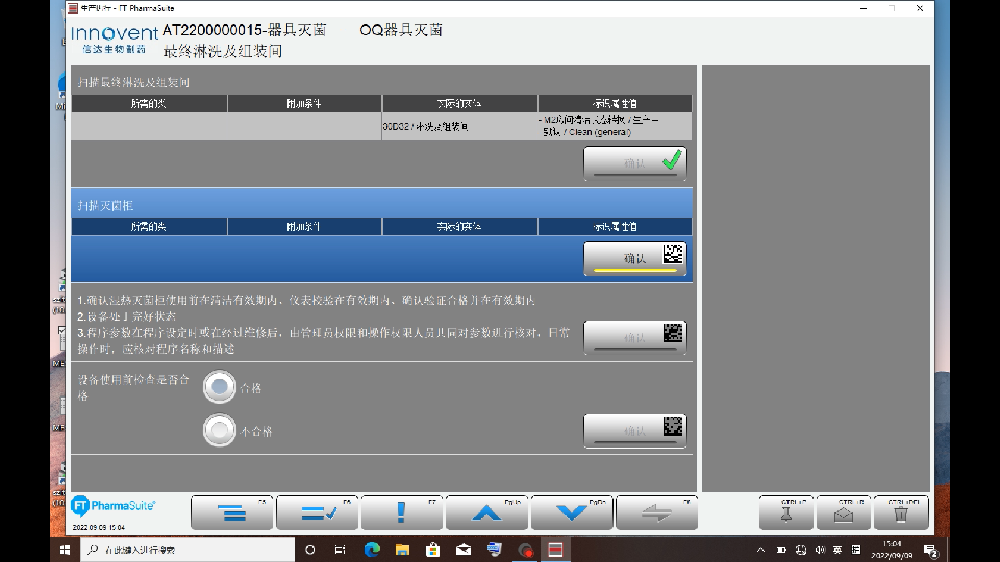 生产执行 - FT PharmaSuite
Innovent
信达生物制药
AT2200000015-器具灭菌 - OQ器具灭菌
最终淋洗及组装间
扫描最终淋洗及组装间
所需的类 附加条件 实际的实体 标识属性值
30D32 / 淋洗及组装间
- M2房间清洁状态转换 / 生产中
- 默认 / Clean (general)
确认
扫描灭菌柜
所需的类 附加条件 实际的实体 标识属性值
确认
1.确认湿热灭菌柜使用前在清洁有效期内、仪表校验在有效期内、确认验证合格并在有效期内
2.设备处于完好状态
3.程序参数在程序设定时或在经过维修后，由管理员权限和操作权限人员共同对参数进行核对，日常
操作时，应核对程序名称和描述
确认
设备使用前检查是否合
格
合格
不合格
确认
FT PharmaSuite®
2022.09.09 15:04
F5 F6 F7 PgUp PgDn F8 CTRL+P CTRL+R CTRL+DEL
szit
(10.
ME
ME
szit
(10.
在此键入进行搜索
英 拼
15:04
2022/09/09
2